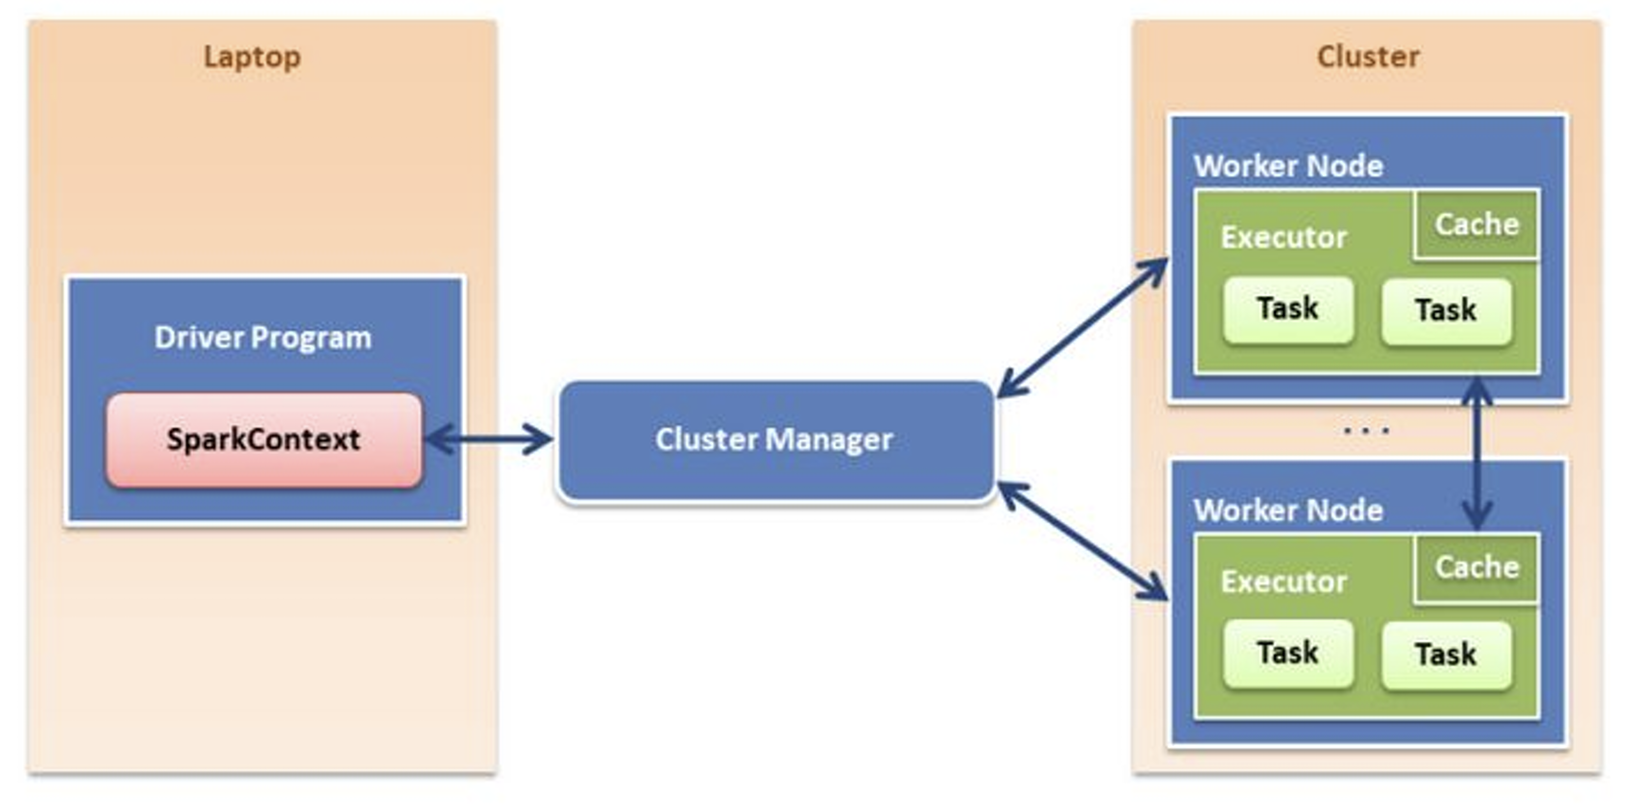 Laptop
Driver Program
SparkContext
Cluster Manager
Cluster
Worker Node
Executor
Cache
Task
Task
...
Worker Node
Executor
Cache
Task
Task